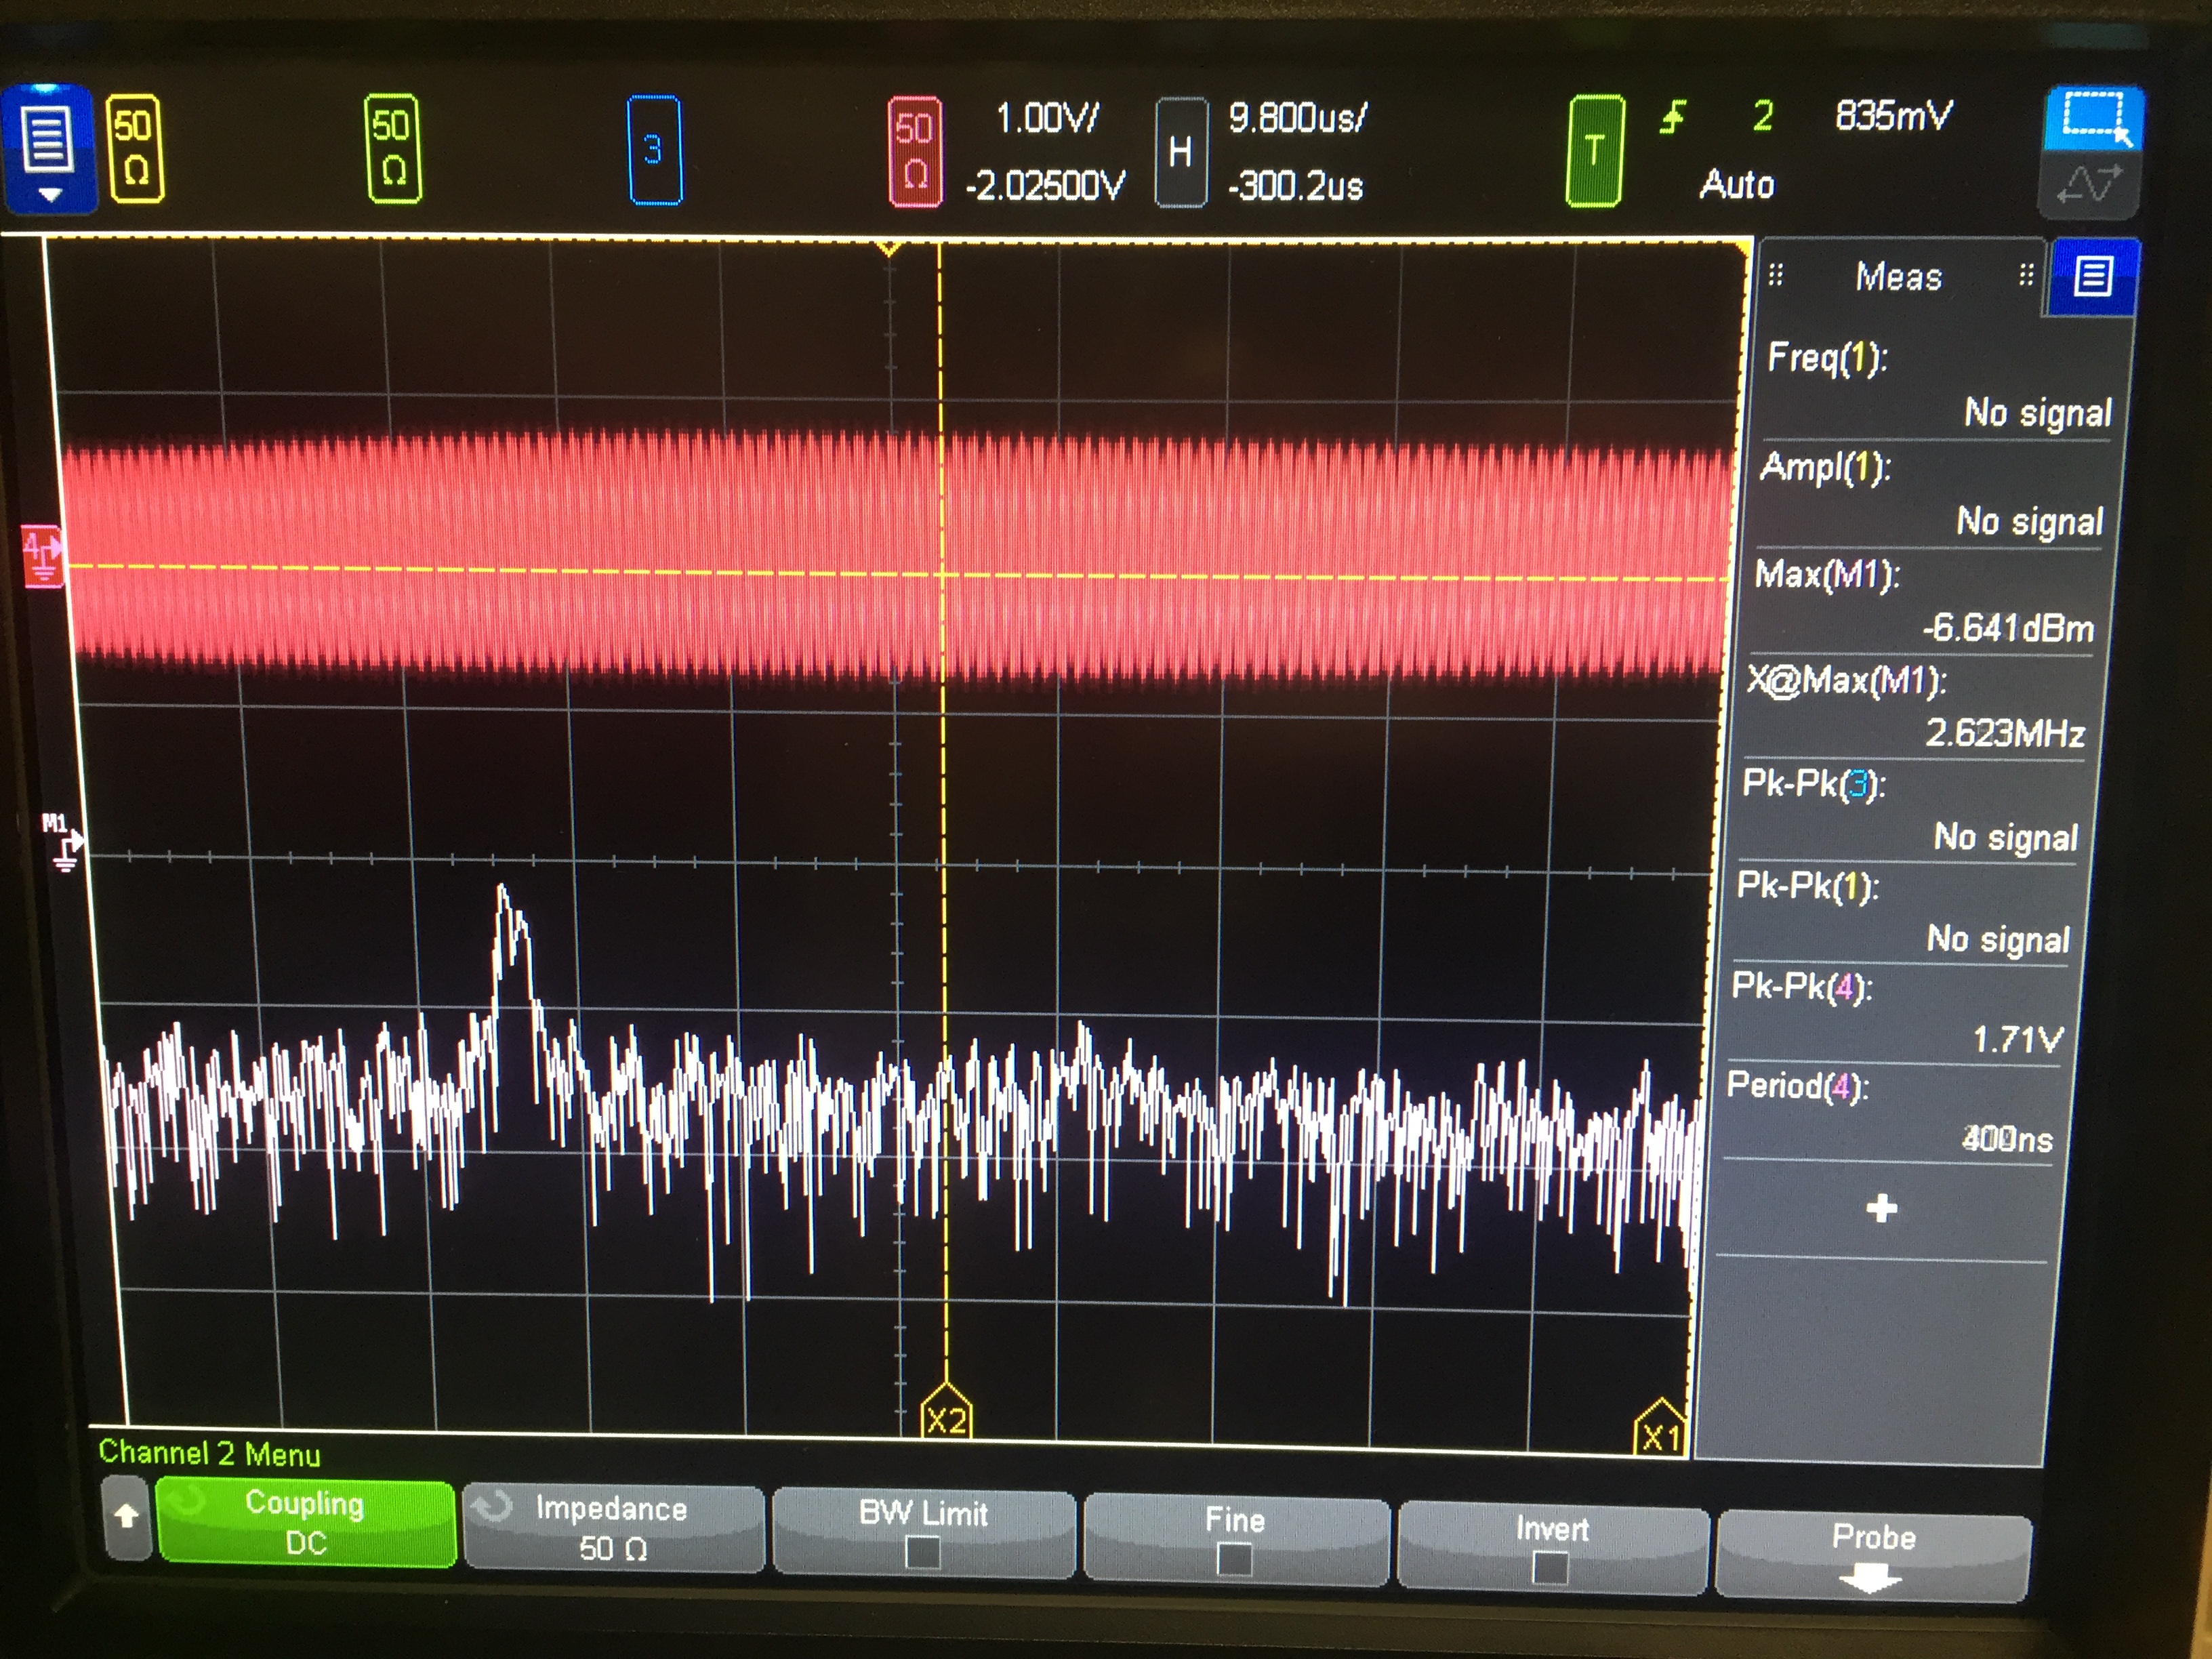 50
Ω
50
Ω
3
50
Ω
1.00V/
-2.02500V
H
9.800us/
-300.2us
T
2
835mV
Auto
Meas
Freq(1):
No signal
Ampl(1):
No signal
Max(M1):
-6.641dBm
X@Max(M1):
2.623MHz
Pk-Pk(3):
No signal
Pk-Pk(1):
No signal
Pk-Pk(4):
1.71V
Period(4):
4
M1
X2
X1
Channel 2 Menu
Coupling
DC
Impedance
50 Ω
BW Limit
Fine
Invert
Probe